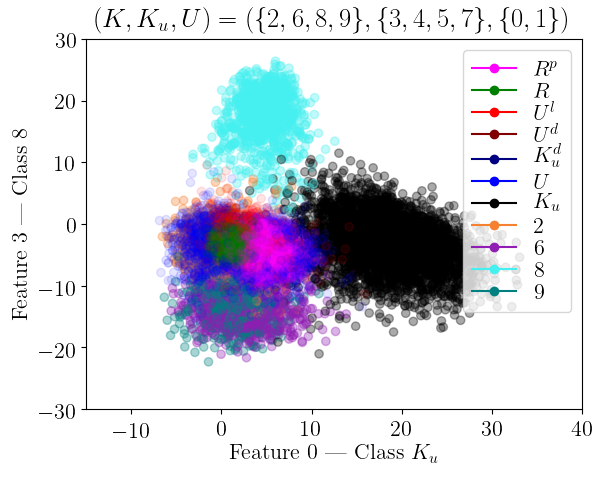 (K, K_u, U) = ({2, 6, 8, 9}, {3, 4, 5, 7}, {0, 1})
30
20
10
0
−10
−20
−30
Feature 3 — Class 8
R^p
R
U^l
U^d
K_u^d
U
K_u
2
6
8
9
−10
0
10
20
30
40
Feature 0 — Class K_u